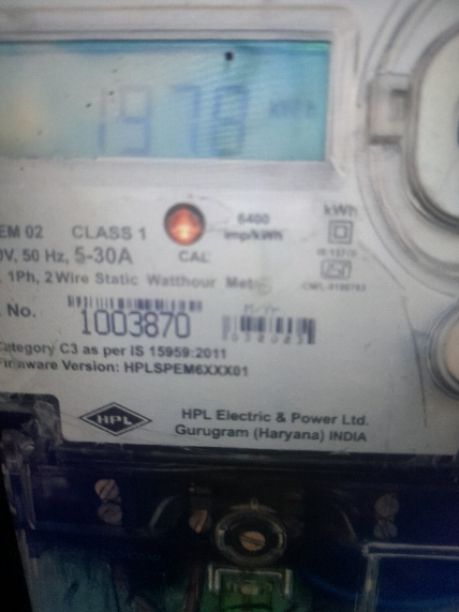 1978 kWh
EM 02 CLASS 1
6400 imp/kWh
kWh
0V, 50 Hz, 5-30A
CAL
1Ph, 2 Wire Static Watthour
No. 1003870
Category C3 as per IS 15959:2011
Firmware Version: HPLSPEM6XXX01
HPL
HPL Electric & Power Ltd.
Gurugram (Haryana) INDIA